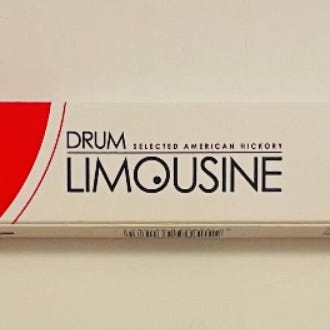 DRUM SELECTED AMERICAN HICKORY
LIMOUSINE